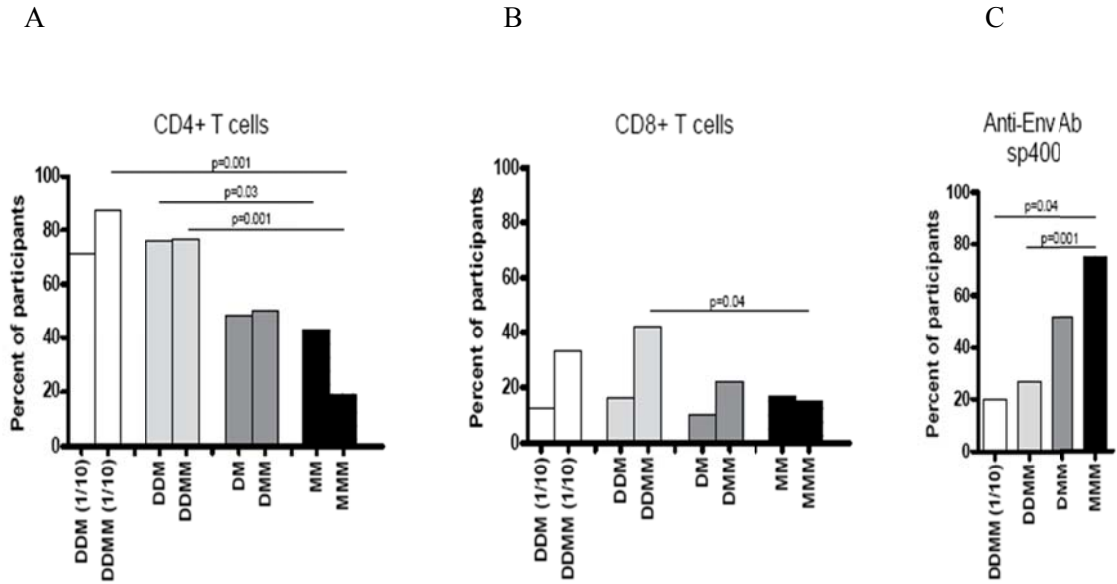 A
CD4+ T cells
p=0.001
p=0.03
p=0.001
Percent of participants
100
80
60
40
20
0
DDM (1/10)
DDMM (1/10)
DDM
DDMM
DM
DMM
MM
MMM
B
CD8+ T cells
p=0.04
Percent of participants
100
80
60
40
20
0
DDM (1/10)
DDMM (1/10)
DDM
DDMM
DM
DMM
MM
MMM
C
Anti-Env Ab
sp400
p=0.04
p=0.001
Percent of participants
100
80
60
40
20
0
DDMM (1/10)
DDMM
DMM
MMM